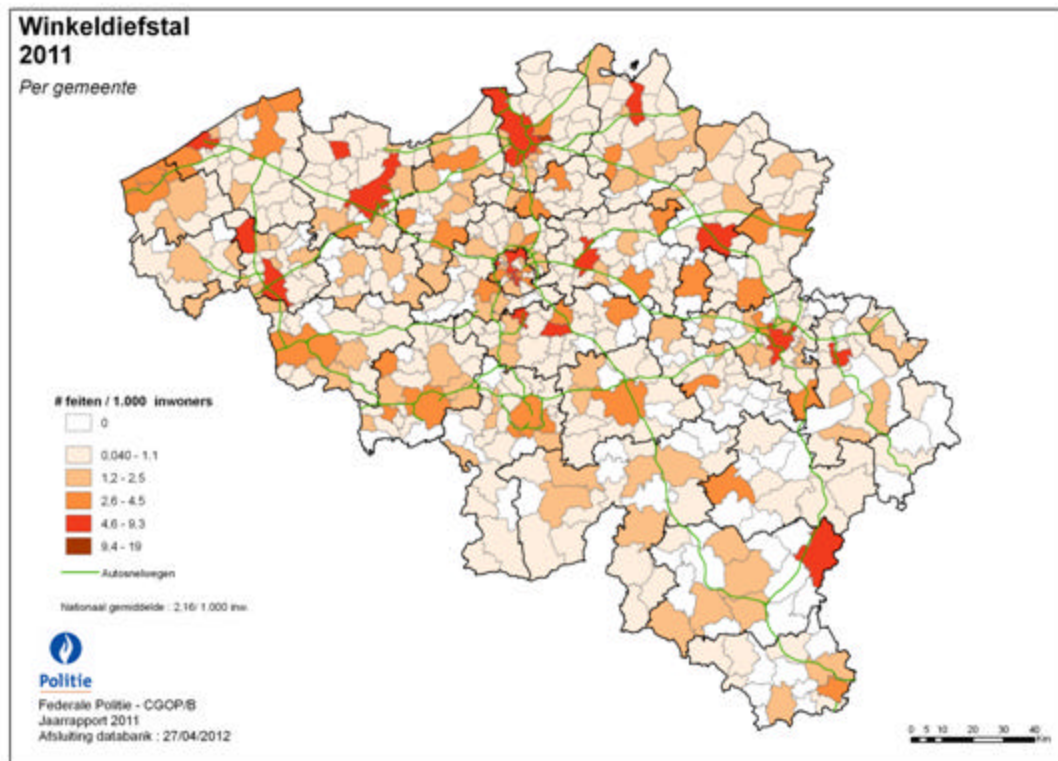 Winkeldiefstal
2011
Per gemeente
# feiten / 1.000 inwoners
0
0,040 - 1.1
1.2 - 2.5
2.6 - 4.5
4.6 - 9.3
9.4 - 19
Autosnelwegen
Nationaal gemiddelde : 2,16/ 1.000 inw.
Politie
Federale Politie - CGOP/B
Jaarrapport 2011
Afsluiting databank : 27/04/2012
0 5 10 20 30 40
Km